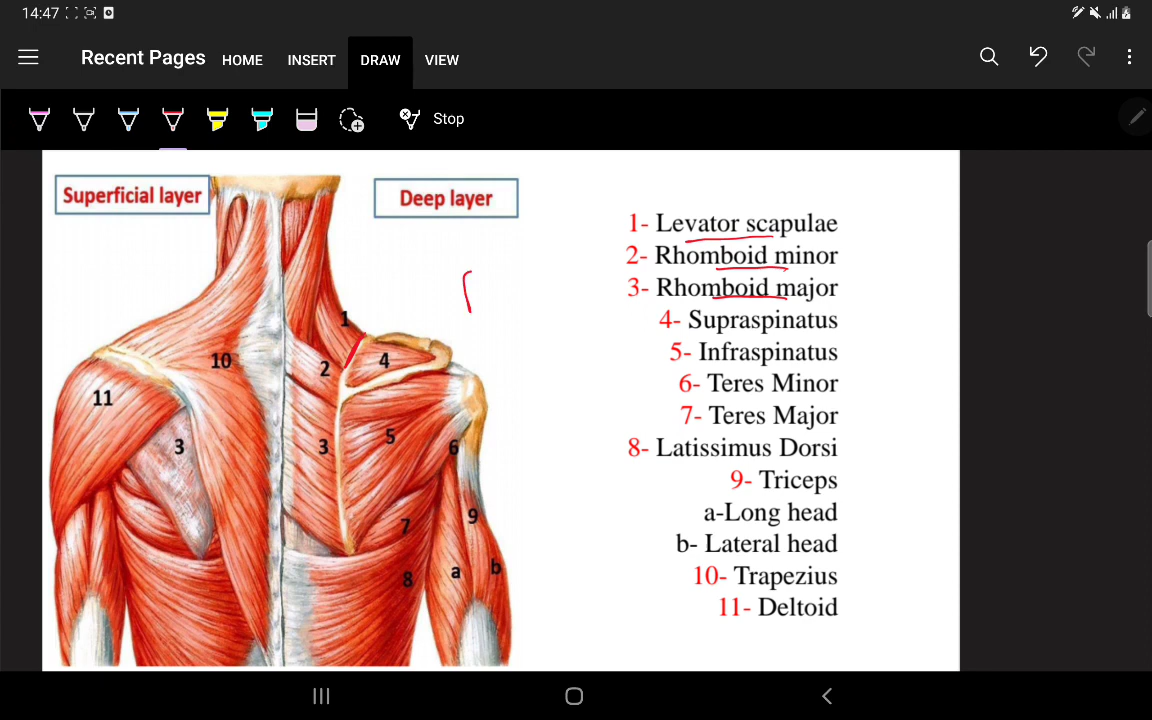 14:47
Recent Pages HOME INSERT DRAW VIEW
Stop
Superficial layer
Deep layer
1
10
2
4
11
3
3
5
6
7
9
8
a
b
1- Levator scapulae
2- Rhomboid minor
3- Rhomboid major
4- Supraspinatus
5- Infraspinatus
6- Teres Minor
7- Teres Major
8- Latissimus Dorsi
9- Triceps
a-Long head
b- Lateral head
10- Trapezius
11- Deltoid